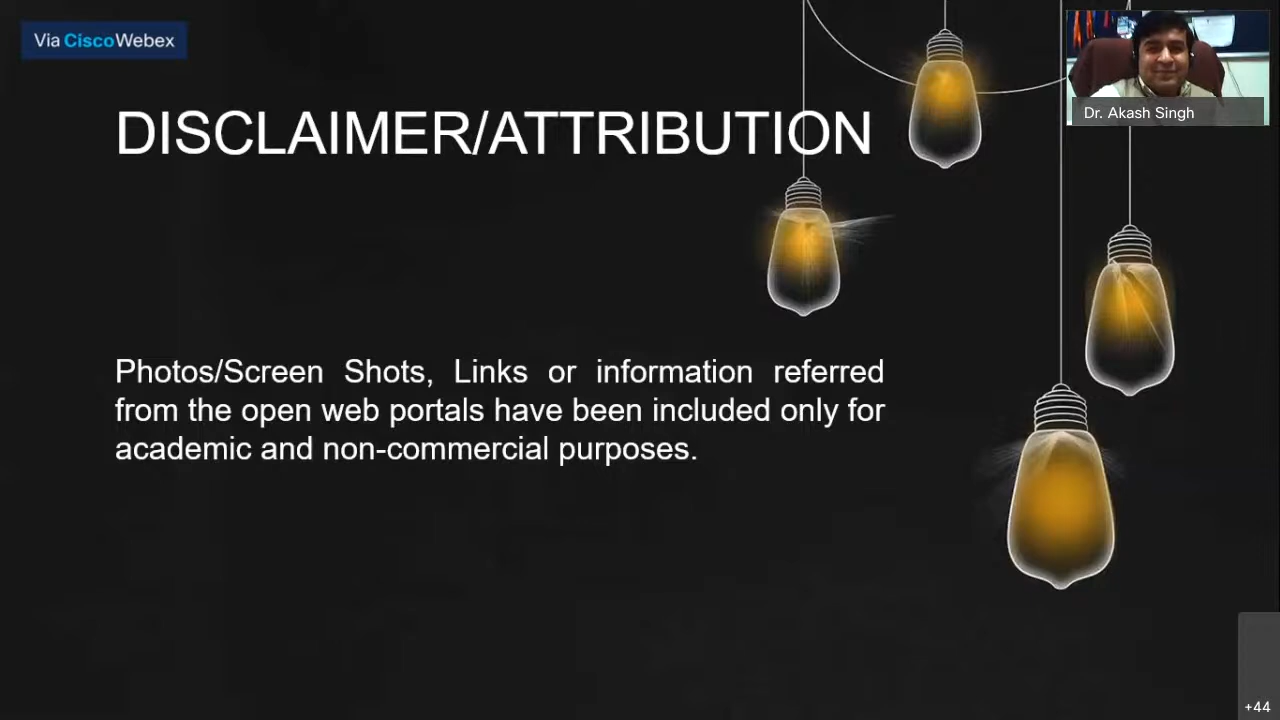 Via CiscoWebex
Dr. Akash Singh
DISCLAIMER/ATTRIBUTION
Photos/Screen Shots, Links or information referred
from the open web portals have been included only for
academic and non-commercial purposes.
+44